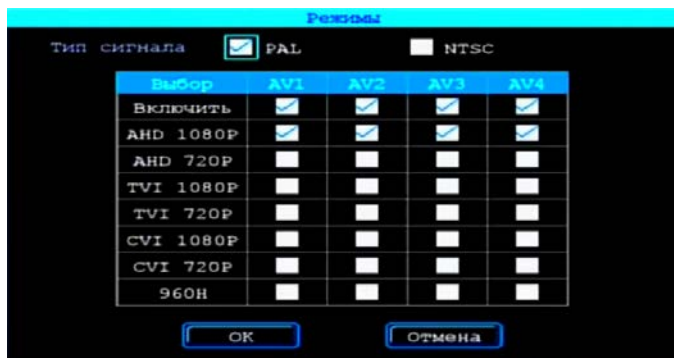 Режимы
Тип сигнала PAL NTSC
Выбор AV1 AV2 AV3 AV4
Включить
AHD 1080P
AHD 720P
TVI 1080P
TVI 720P
CVI 1080P
CVI 720P
960H
ОК Отмена